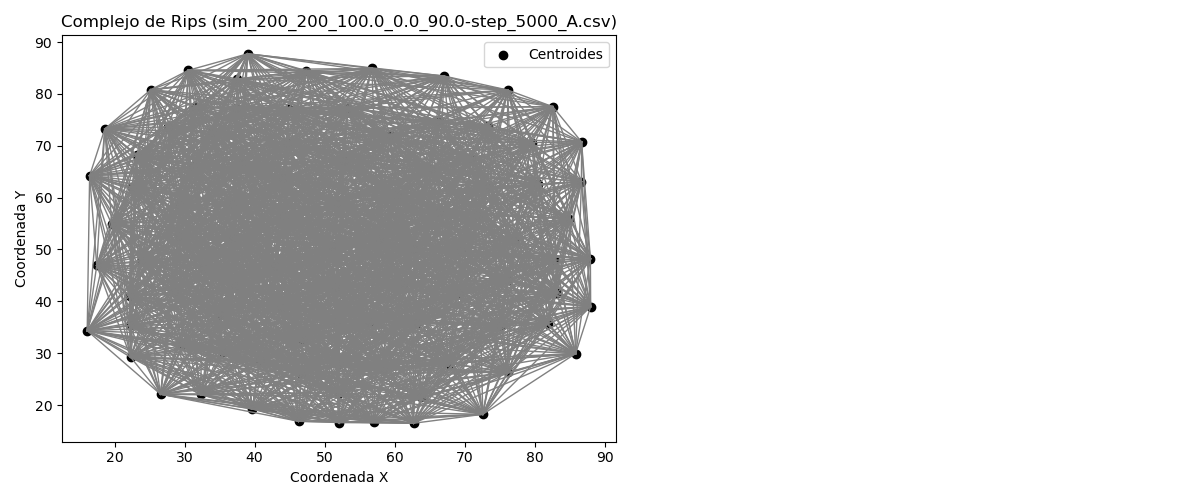 Complejo de Rips (sim_200_200_100.0_0.0_90.0-step_5000_A.csv)
Centroides
Coordenada Y
90
80
70
60
50
40
30
20
20 30 40 50 60 70 80 90
Coordenada X